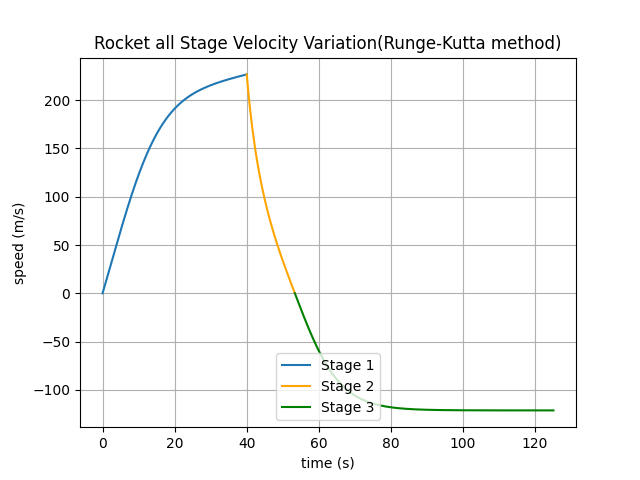 Rocket all Stage Velocity Variation(Runge-Kutta method)
200
150
100
50
0
−50
−100
speed (m/s)
Stage 1
Stage 2
Stage 3
0 20 40 60 80 100 120
time (s)